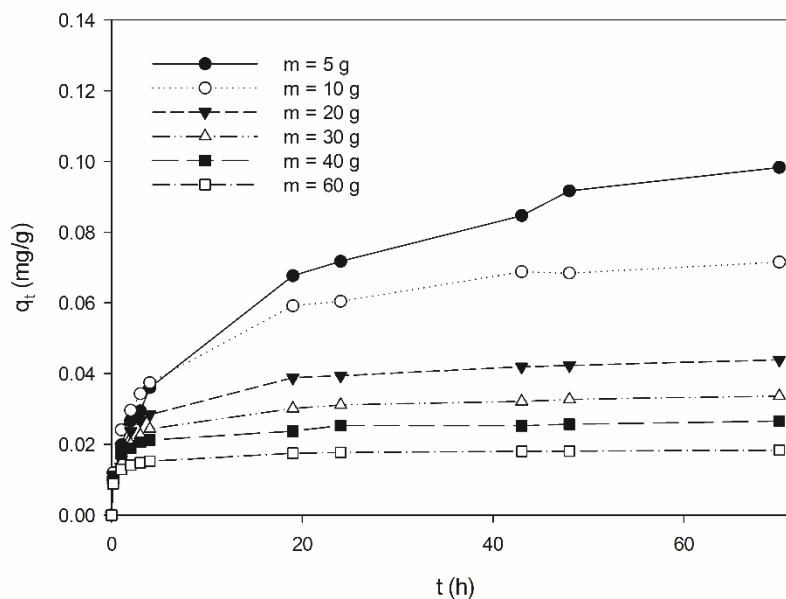 0.14
0.12
0.10
0.08
0.06
0.04
0.02
0.00
qt (mg/g)
m = 5 g
m = 10 g
m = 20 g
m = 30 g
m = 40 g
m = 60 g
0 20 40 60
t (h)